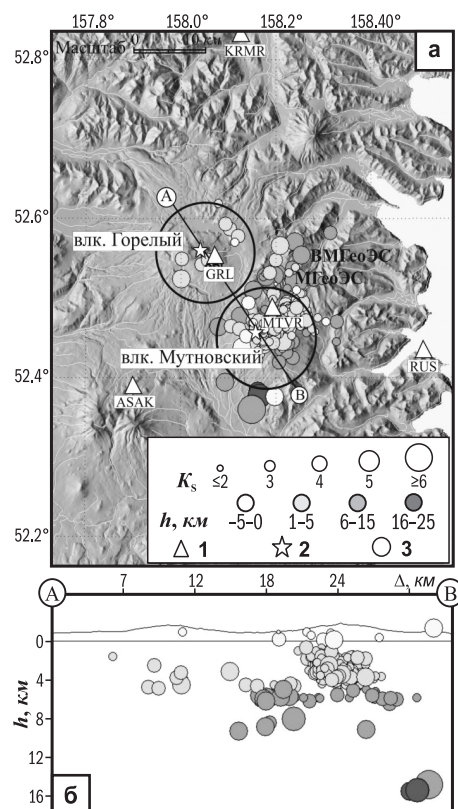 157.8 158.0 158.2 158.40
52.8
52.6
52.4
52.2
Масштаб 0 10 км
а
KRMR
A
влк. Горелый
GRL
ВМГеоЭС
МГеоЭС
MTVR
влк. Мутновский
RUS
ASAK
B
Ks ≤2 3 4 5 ≥6
h, км –5–0 1–5 6–15 16–25
1 2 3
A 7 12 18 24 Δ, км B
h, км
0
4
8
12
16
б